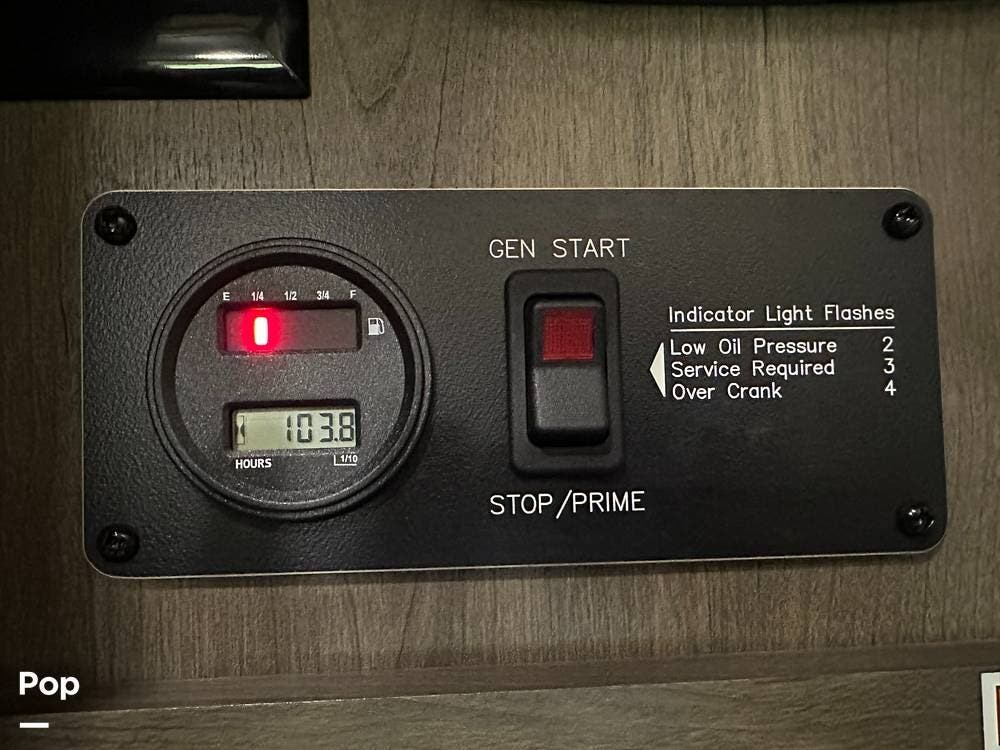 E 1/4 1/2 3/4 F
103.8
HOURS 1/10
GEN START
STOP/PRIME
Indicator Light Flashes
Low Oil Pressure 2
Service Required 3
Over Crank 4
Pop